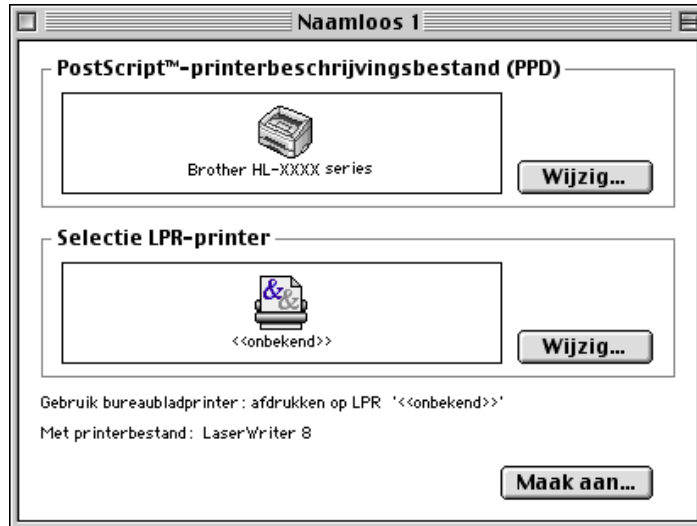 Naamloos 1
PostScript™-printerbeschrijvingsbestand (PPD)
Brother HL-XXXX series
Wijzig...
Selectie LPR-printer
&&
<<onbekend>>
Wijzig...
Gebruik bureaubladprinter: afdrukken op LPR '<<onbekend>>'
Met printerbestand: LaserWriter 8
Maak aan...